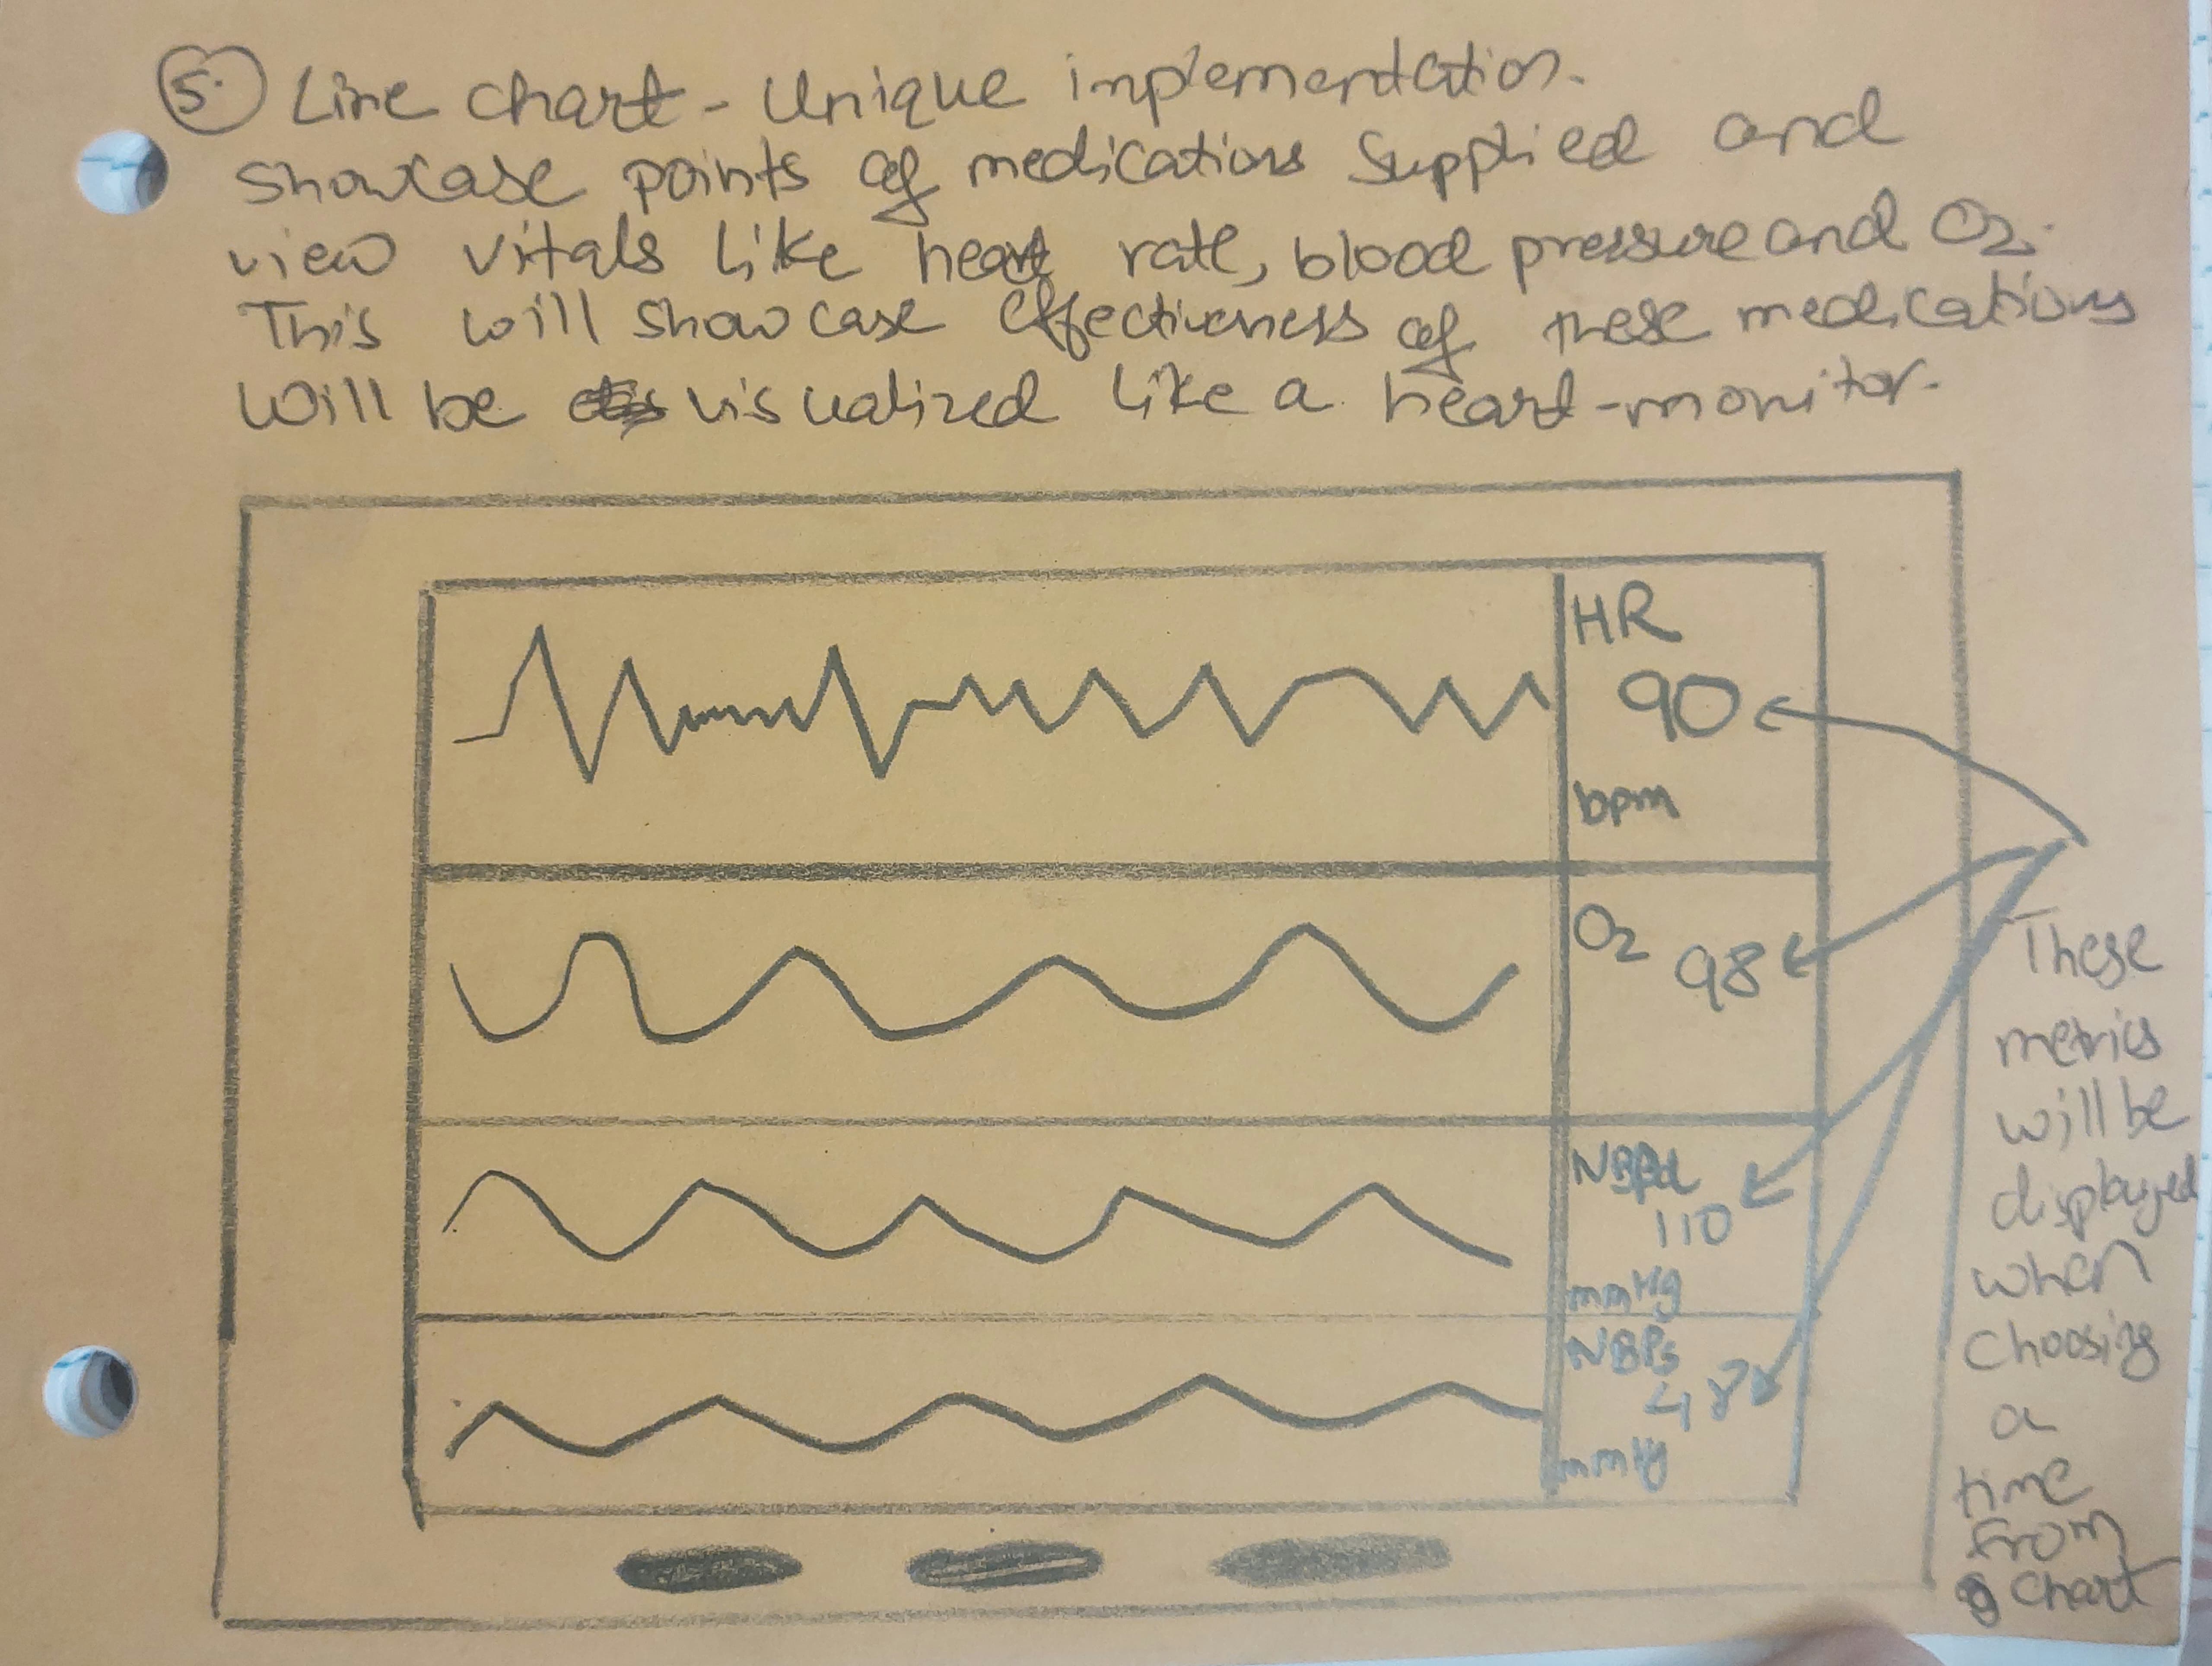 5. Line chart - Unique implementation.
Showcase points of medications Supplied and
view vitals like heart rate, blood pressure and O2.
This will showcase effectiveness of these medications
will be visualized like a heart-monitor.
HR
90
bpm
O2 98
NBPd
110
mmHg
NBPs
48
mmHg
These
metrics
will be
displayed
when
choosing
a
time
from
chart